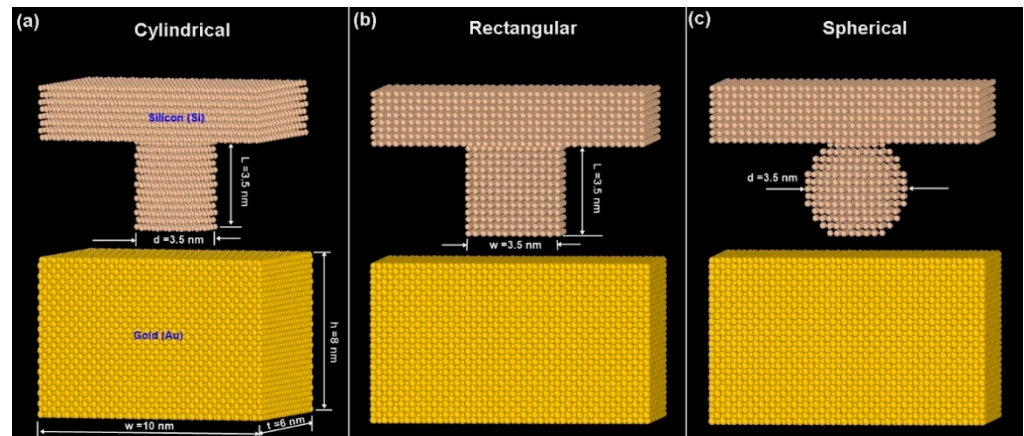 (a)
Cylindrical
Silicon (Si)
L =3.5 nm
d =3.5 nm
Gold (Au)
h =8 nm
w =10 nm
t =6 nm
(b)
Rectangular
L =3.5 nm
w =3.5 nm
(c)
Spherical
d =3.5 nm